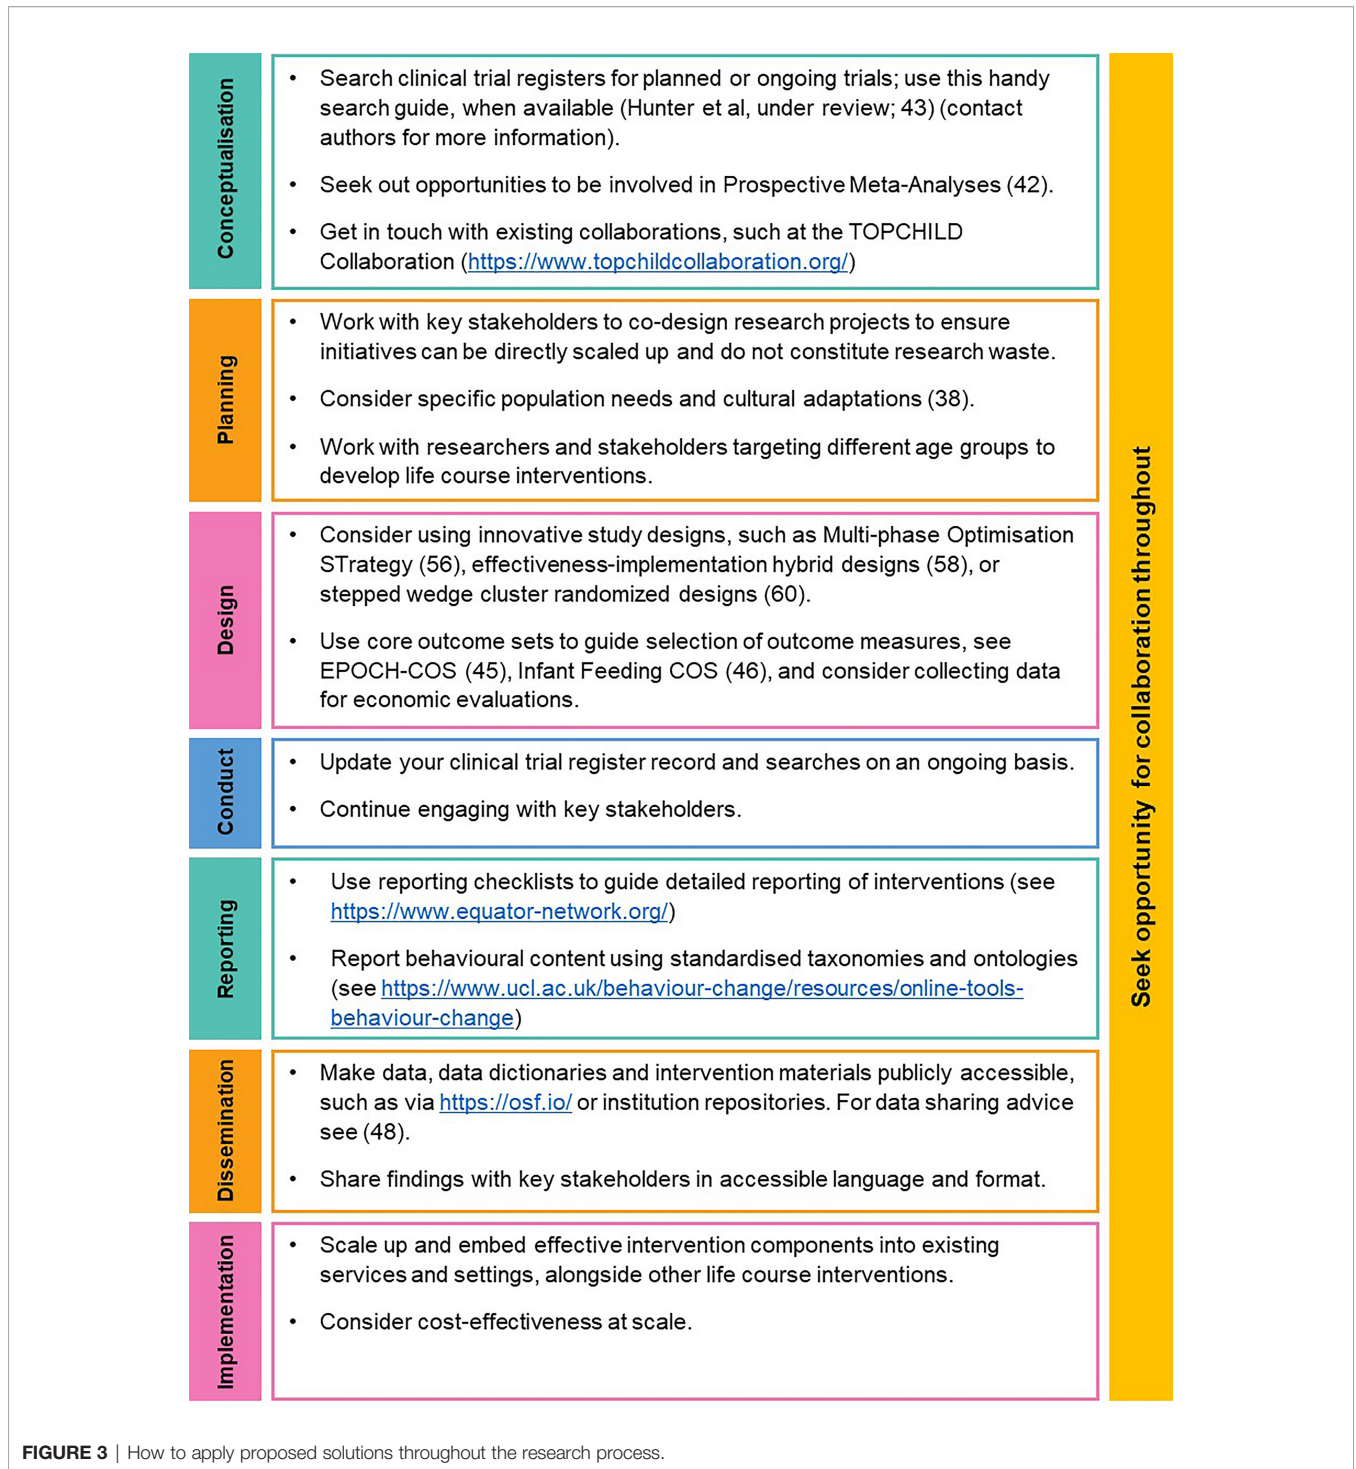 Conceptualisation
• Search clinical trial registers for planned or ongoing trials; use this handy
search guide, when available (Hunter et al, under review; 43) (contact
authors for more information).
• Seek out opportunities to be involved in Prospective Meta-Analyses (42).
• Get in touch with existing collaborations, such at the TOPCHILD
Collaboration (https://www.topchildcollaboration.org/)
Planning
• Work with key stakeholders to co-design research projects to ensure
initiatives can be directly scaled up and do not constitute research waste.
• Consider specific population needs and cultural adaptations (38).
• Work with researchers and stakeholders targeting different age groups to
develop life course interventions.
Design
• Consider using innovative study designs, such as Multi-phase Optimisation
STrategy (56), effectiveness-implementation hybrid designs (58), or
stepped wedge cluster randomized designs (60).
• Use core outcome sets to guide selection of outcome measures, see
EPOCH-COS (45), Infant Feeding COS (46), and consider collecting data
for economic evaluations.
Conduct
• Update your clinical trial register record and searches on an ongoing basis.
• Continue engaging with key stakeholders.
Reporting
• Use reporting checklists to guide detailed reporting of interventions (see
https://www.equator-network.org/)
• Report behavioural content using standardised taxonomies and ontologies
(see https://www.ucl.ac.uk/behaviour-change/resources/online-tools-
behaviour-change)
Dissemination
• Make data, data dictionaries and intervention materials publicly accessible,
such as via https://osf.io/ or institution repositories. For data sharing advice
see (48).
• Share findings with key stakeholders in accessible language and format.
Implementation
• Scale up and embed effective intervention components into existing
services and settings, alongside other life course interventions.
• Consider cost-effectiveness at scale.
Seek opportunity for collaboration throughout
FIGURE 3 | How to apply proposed solutions throughout the research process.